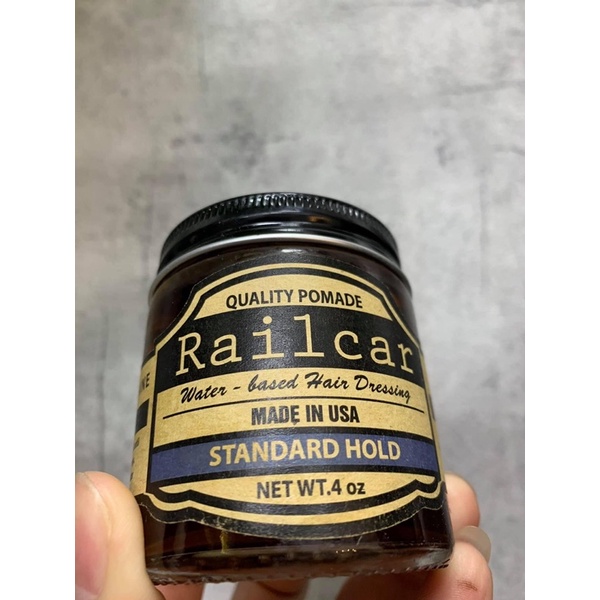 QUALITY POMADE
Railcar
Water - based Hair Dressing
MADE IN USA
STANDARD HOLD
NET WT.4 oz